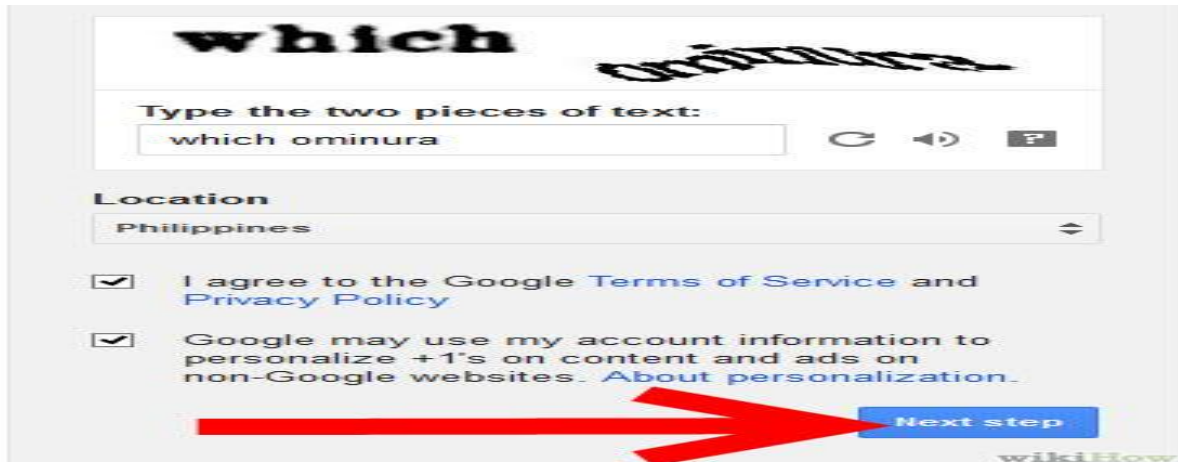 which ominura
Type the two pieces of text:
which ominura
?
Location
Philippines
I agree to the Google Terms of Service and
Privacy Policy
Google may use my account information to
personalize +1's on content and ads on
non-Google websites. About personalization.
Next step
wikiHow